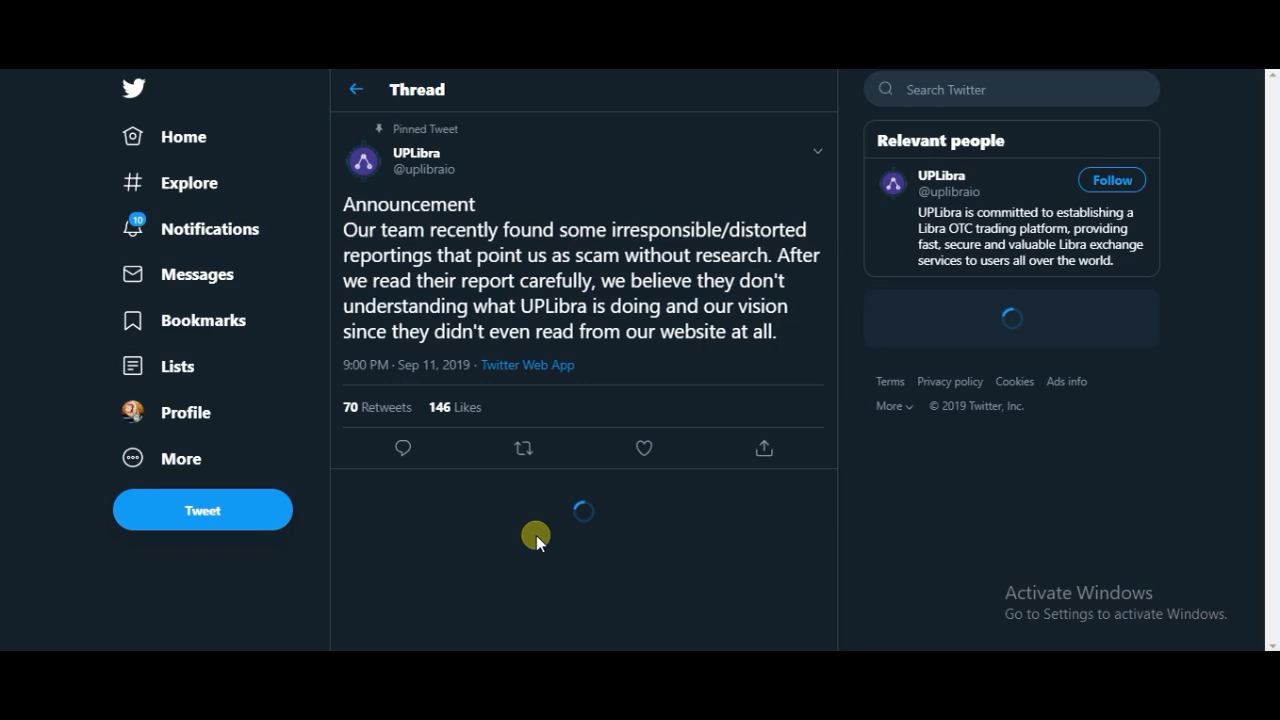 Home
Explore
10
Notifications
Messages
Bookmarks
Lists
Profile
More
Tweet
Thread
Pinned Tweet
UPLibra
@uplibraio
Announcement
Our team recently found some irresponsible/distorted
reportings that point us as scam without research. After
we read their report carefully, we believe they don't
understanding what UPLibra is doing and our vision
since they didn't even read from our website at all.
9:00 PM · Sep 11, 2019 · Twitter Web App
70 Retweets 146 Likes
Search Twitter
Relevant people
UPLibra
@uplibraio
Follow
UPLibra is committed to establishing a
Libra OTC trading platform, providing
fast, secure and valuable Libra exchange
services to users all over the world.
Terms Privacy policy Cookies Ads info
More © 2019 Twitter, Inc.
Activate Windows
Go to Settings to activate Windows.